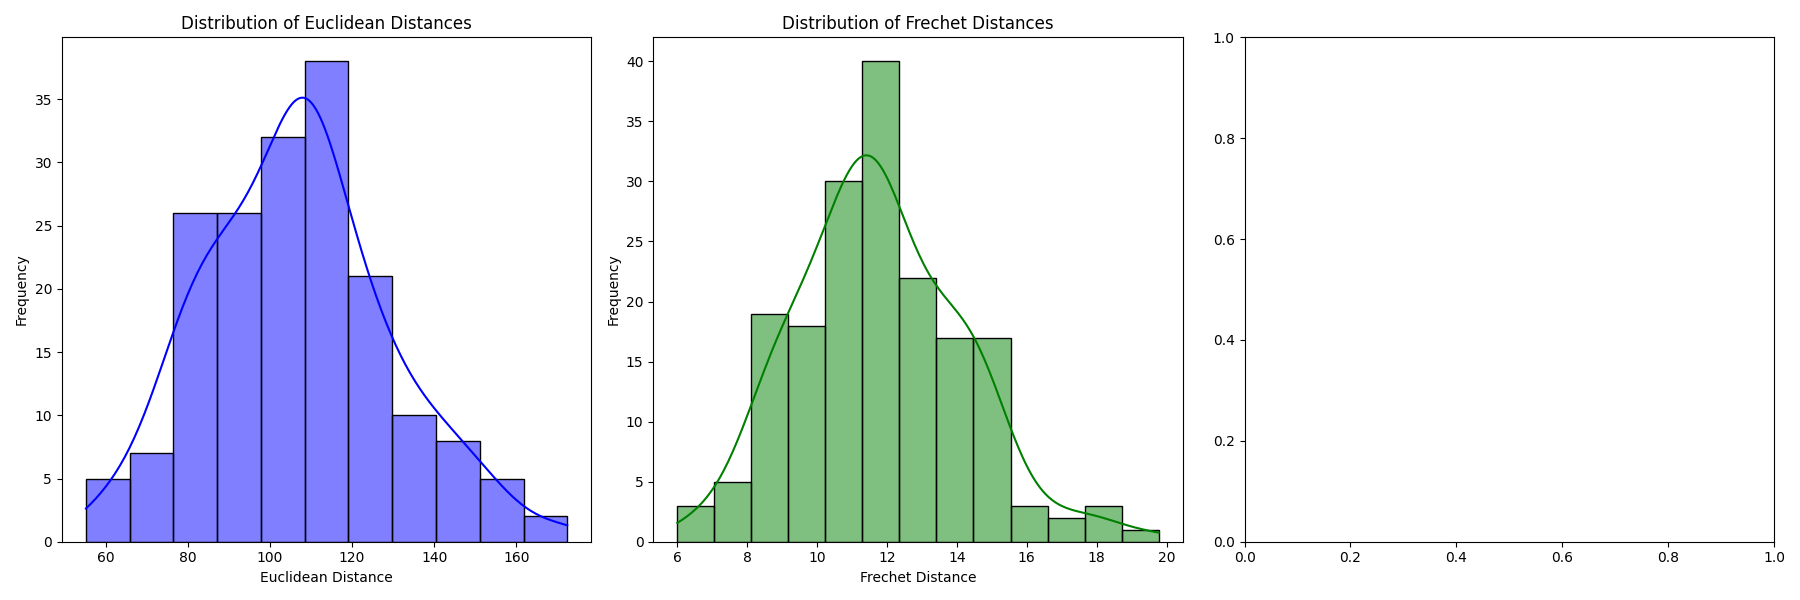 Distribution of Euclidean Distances
35
30
25
20
15
10
5
0
Frequency
60 80 100 120 140 160
Euclidean Distance
Distribution of Frechet Distances
40
35
30
25
20
15
10
5
0
Frequency
6 8 10 12 14 16 18 20
Frechet Distance
1.0
0.8
0.6
0.4
0.2
0.0
0.0 0.2 0.4 0.6 0.8 1.0